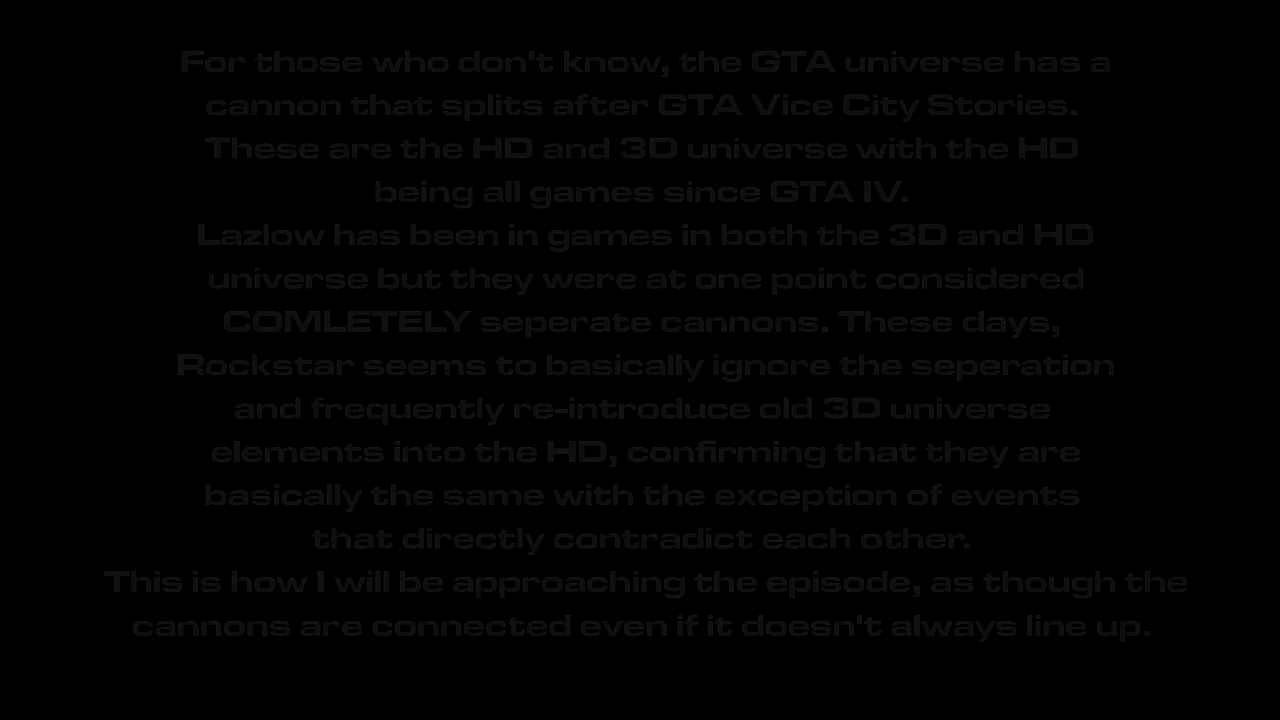 For those who don't know, the GTA universe has a
cannon that splits after GTA Vice City Stories.
These are the HD and 3D universe with the HD
being all games since GTA IV.
Lazlow has been in games in both the 3D and HD
universe but they were at one point considered
COMLETELY seperate cannons. These days,
Rockstar seems to basically ignore the seperation
and frequently re-introduce old 3D universe
elements into the HD, confirming that they are
basically the same with the exception of events
that directly contradict each other.
This is how I will be approaching the episode, as though the
cannons are connected even if it doesn't always line up.